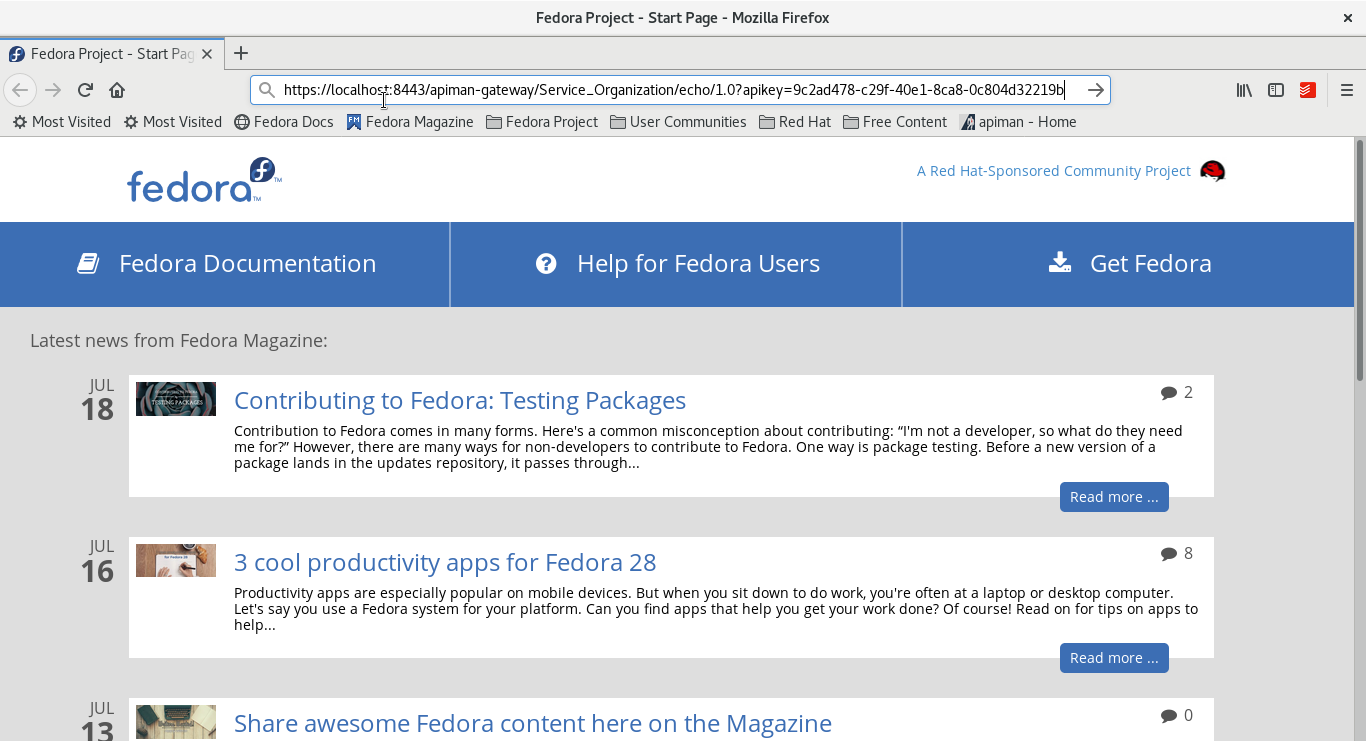 Fedora Project - Start Page - Mozilla Firefox
Fedora Project - Start Pag
https://localhost:8443/apiman-gateway/Service_Organization/echo/1.0?apikey=9c2ad478-c29f-40e1-8ca8-0c804d32219b
Most Visited Most Visited Fedora Docs Fedora Magazine Fedora Project User Communities Red Hat Free Content apiman - Home
fedora™
A Red Hat-Sponsored Community Project
Fedora Documentation Help for Fedora Users Get Fedora
Latest news from Fedora Magazine:
JUL
18
TESTING PACKAGES
Contributing to Fedora: Testing Packages
2
Contribution to Fedora comes in many forms. Here's a common misconception about contributing: “I'm not a developer, so what do they need
me for?” However, there are many ways for non-developers to contribute to Fedora. One way is package testing. Before a new version of a
package lands in the updates repository, it passes through...
Read more ...
JUL
16
for Fedora 28
3 cool productivity apps for Fedora 28
8
Productivity apps are especially popular on mobile devices. But when you sit down to do work, you're often at a laptop or desktop computer.
Let's say you use a Fedora system for your platform. Can you find apps that help you get your work done? Of course! Read on for tips on apps to
help...
Read more ...
JUL
13
Share awesome Fedora content here on the Magazine
0